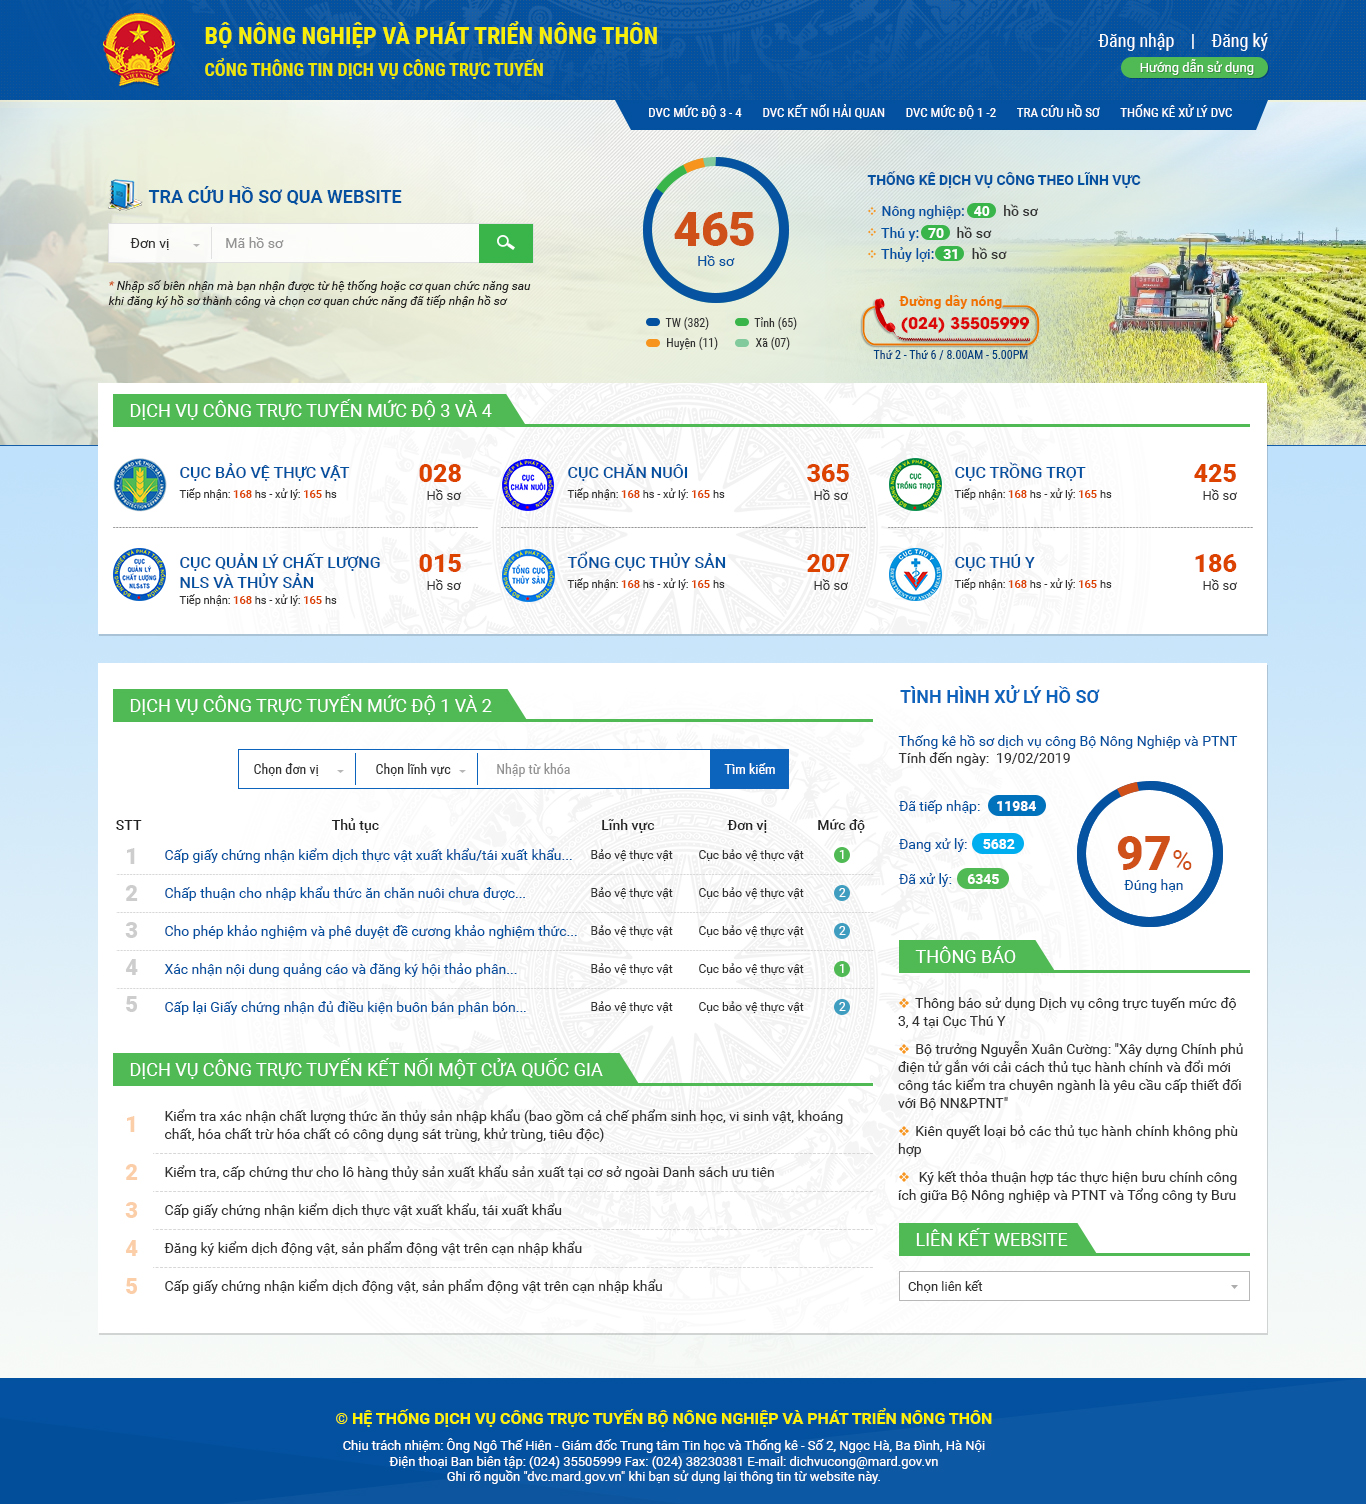 BỘ NÔNG NGHIỆP VÀ PHÁT TRIỂN NÔNG THÔN
CỔNG THÔNG TIN DỊCH VỤ CÔNG TRỰC TUYẾN
Đăng nhập | Đăng ký
Hướng dẫn sử dụng
DVC MỨC ĐỘ 3 - 4 DVC KẾT NỐI HẢI QUAN DVC MỨC ĐỘ 1 -2 TRA CỨU HỒ SƠ THỐNG KÊ XỬ LÝ DVC
TRA CỨU HỒ SƠ QUA WEBSITE
Đơn vị Mã hồ sơ
* Nhập số biên nhận mà bạn nhận được từ hệ thống hoặc cơ quan chức năng sau
khi đăng ký hồ sơ thành công và chọn cơ quan chức năng đã tiếp nhận hồ sơ
465
Hồ sơ
TW (382) Tỉnh (65)
Huyện (11) Xã (07)
THỐNG KÊ DỊCH VỤ CÔNG THEO LĨNH VỰC
Nông nghiệp: 40 hồ sơ
Thú y: 70 hồ sơ
Thủy lợi: 31 hồ sơ
Đường dây nóng
(024) 35505999
Thứ 2 - Thứ 6 / 8.00AM - 5.00PM
DỊCH VỤ CÔNG TRỰC TUYẾN MỨC ĐỘ 3 VÀ 4
CỤC BẢO VỆ THỰC VẬT
028
Tiếp nhận: 168 hs - xử lý: 165 hs
Hồ sơ
CỤC
CHĂN NUÔI
CỤC CHĂN NUÔI
365
Tiếp nhận: 168 hs - xử lý: 165 hs
Hồ sơ
CỤC
TRỒNG TRỌT
CỤC TRỒNG TRỌT
425
Tiếp nhận: 168 hs - xử lý: 165 hs
Hồ sơ
CỤC
QUẢN LÝ
CHẤT LƯỢNG
NLS&TS
CỤC QUẢN LÝ CHẤT LƯỢNG
NLS VÀ THỦY SẢN
015
Tiếp nhận: 168 hs - xử lý: 165 hs
Hồ sơ
TỔNG CỤC
THỦY SẢN
TỔNG CỤC THỦY SẢN
207
Tiếp nhận: 168 hs - xử lý: 165 hs
Hồ sơ
CỤC THÚ Y
CỤC THÚ Y
186
Tiếp nhận: 168 hs - xử lý: 165 hs
Hồ sơ
DỊCH VỤ CÔNG TRỰC TUYẾN MỨC ĐỘ 1 VÀ 2
Chọn đơn vị Chọn lĩnh vực Nhập từ khóa Tìm kiếm
STT Thủ tục Lĩnh vực Đơn vị Mức độ
1 Cấp giấy chứng nhận kiểm dịch thực vật xuất khẩu/tái xuất khẩu... Bảo vệ thực vật Cục bảo vệ thực vật 1
2 Chấp thuận cho nhập khẩu thức ăn chăn nuôi chưa được... Bảo vệ thực vật Cục bảo vệ thực vật 2
3 Cho phép khảo nghiệm và phê duyệt đề cương khảo nghiệm thức... Bảo vệ thực vật Cục bảo vệ thực vật 2
4 Xác nhận nội dung quảng cáo và đăng ký hội thảo phân... Bảo vệ thực vật Cục bảo vệ thực vật 1
5 Cấp lại Giấy chứng nhận đủ điều kiện buôn bán phân bón... Bảo vệ thực vật Cục bảo vệ thực vật 2
DỊCH VỤ CÔNG TRỰC TUYẾN KẾT NỐI MỘT CỬA QUỐC GIA
1 Kiểm tra xác nhận chất lượng thức ăn thủy sản nhập khẩu (bao gồm cả chế phẩm sinh học, vi sinh vật, khoáng
chất, hóa chất trừ hóa chất có công dụng sát trùng, khử trùng, tiêu độc)
2 Kiểm tra, cấp chứng thư cho lô hàng thủy sản xuất khẩu sản xuất tại cơ sở ngoài Danh sách ưu tiên
3 Cấp giấy chứng nhận kiểm dịch thực vật xuất khẩu, tái xuất khẩu
4 Đăng ký kiểm dịch động vật, sản phẩm động vật trên cạn nhập khẩu
5 Cấp giấy chứng nhận kiểm dịch động vật, sản phẩm động vật trên cạn nhập khẩu
TÌNH HÌNH XỬ LÝ HỒ SƠ
Thống kê hồ sơ dịch vụ công Bộ Nông Nghiệp và PTNT
Tính đến ngày: 19/02/2019
Đã tiếp nhập: 11984
Đang xử lý: 5682
Đã xử lý: 6345
97%
Đúng hạn
THÔNG BÁO
Thông báo sử dụng Dịch vụ công trực tuyến mức độ
3, 4 tại Cục Thú Y
Bộ trưởng Nguyễn Xuân Cường: "Xây dựng Chính phủ
điện tử gắn với cải cách thủ tục hành chính và đổi mới
công tác kiểm tra chuyên ngành là yêu cầu cấp thiết đối
với Bộ NN&PTNT"
Kiên quyết loại bỏ các thủ tục hành chính không phù
hợp
Ký kết thỏa thuận hợp tác thực hiện bưu chính công
ích giữa Bộ Nông nghiệp và PTNT và Tổng công ty Bưu
LIÊN KẾT WEBSITE
Chọn liên kết
© HỆ THỐNG DỊCH VỤ CÔNG TRỰC TUYẾN BỘ NÔNG NGHIỆP VÀ PHÁT TRIỂN NÔNG THÔN
Chịu trách nhiệm: Ông Ngô Thế Hiên - Giám đốc Trung tâm Tin học và Thống kê - Số 2, Ngọc Hà, Ba Đình, Hà Nội
Điện thoại Ban biên tập: (024) 35505999 Fax: (024) 38230381 E-mail: dichvucong@mard.gov.vn
Ghi rõ nguồn "dvc.mard.gov.vn" khi bạn sử dụng lại thông tin từ website này.